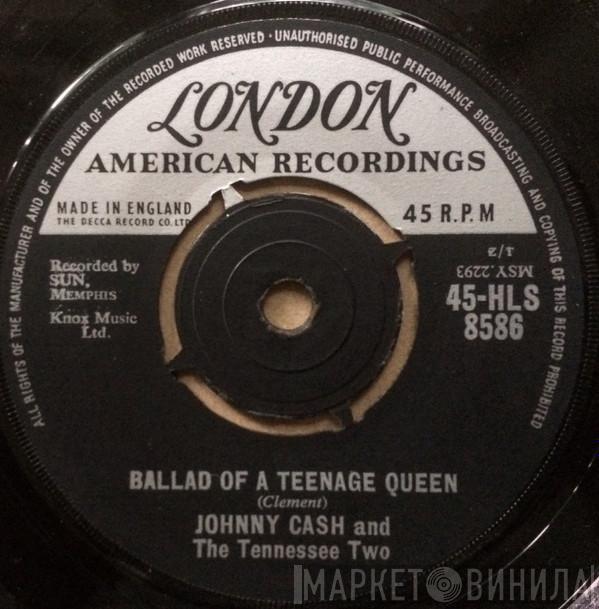 ALL RIGHTS OF THE MANUFACTURER AND OF THE OWNER OF THE RECORDED WORK RESERVED · UNAUTHORISED PUBLIC PERFORMANCE BROADCASTING AND COPYING OF THIS RECORD PROHIBITED
LONDON
AMERICAN RECORDINGS
MADE IN ENGLAND
THE DECCA RECORD CO. LTD
45 R.P.M
Recorded by
SUN,
MEMPHIS
Knox Music
Ltd.
1/2
MSY.2293
45-HLS
8586
BALLAD OF A TEENAGE QUEEN
(Clement)
JOHNNY CASH and
The Tennessee Two
МАРКЕТ ВИНИЛА